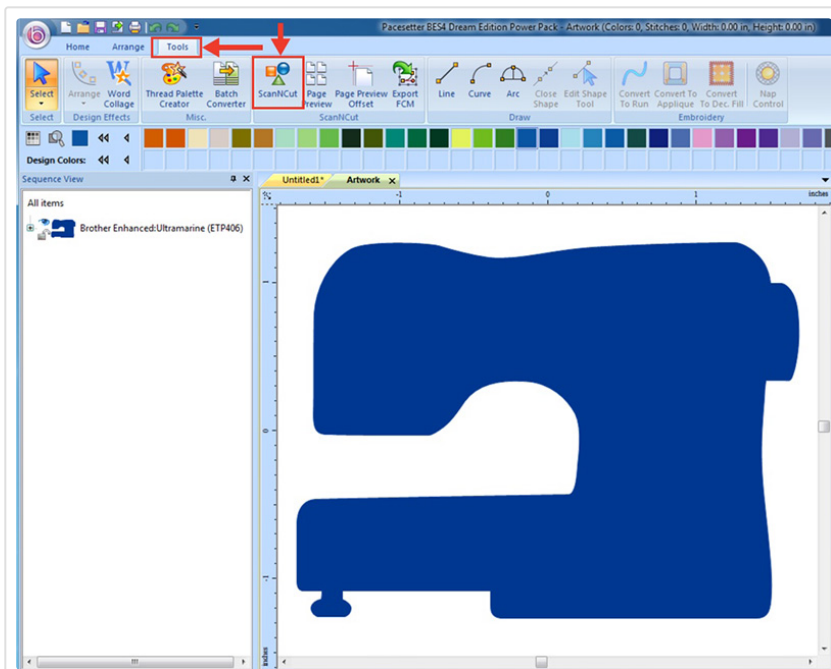 Pacesetter BES4 Dream Edition Power Pack - Artwork (Colors: 0, Stitches: 0, Width: 0.00 in, Height: 0.00 in)
Home Arrange Tools
Select Arrange Word Collage Thread Palette Creator Batch Converter ScanNCut Page Preview Page Preview Offset Export FCM Line Curve Arc Close Shape Edit Shape Tool Convert To Run Convert To Applique Convert To Dec. Fill Nap Control
Select Design Effects Misc. ScanNCut Draw Embroidery
Design Colors:
Sequence View Untitled1* Artwork
-1 0 1 inches
All items
Brother Enhanced:Ultramarine (ETP406)
1
0
-1
inches